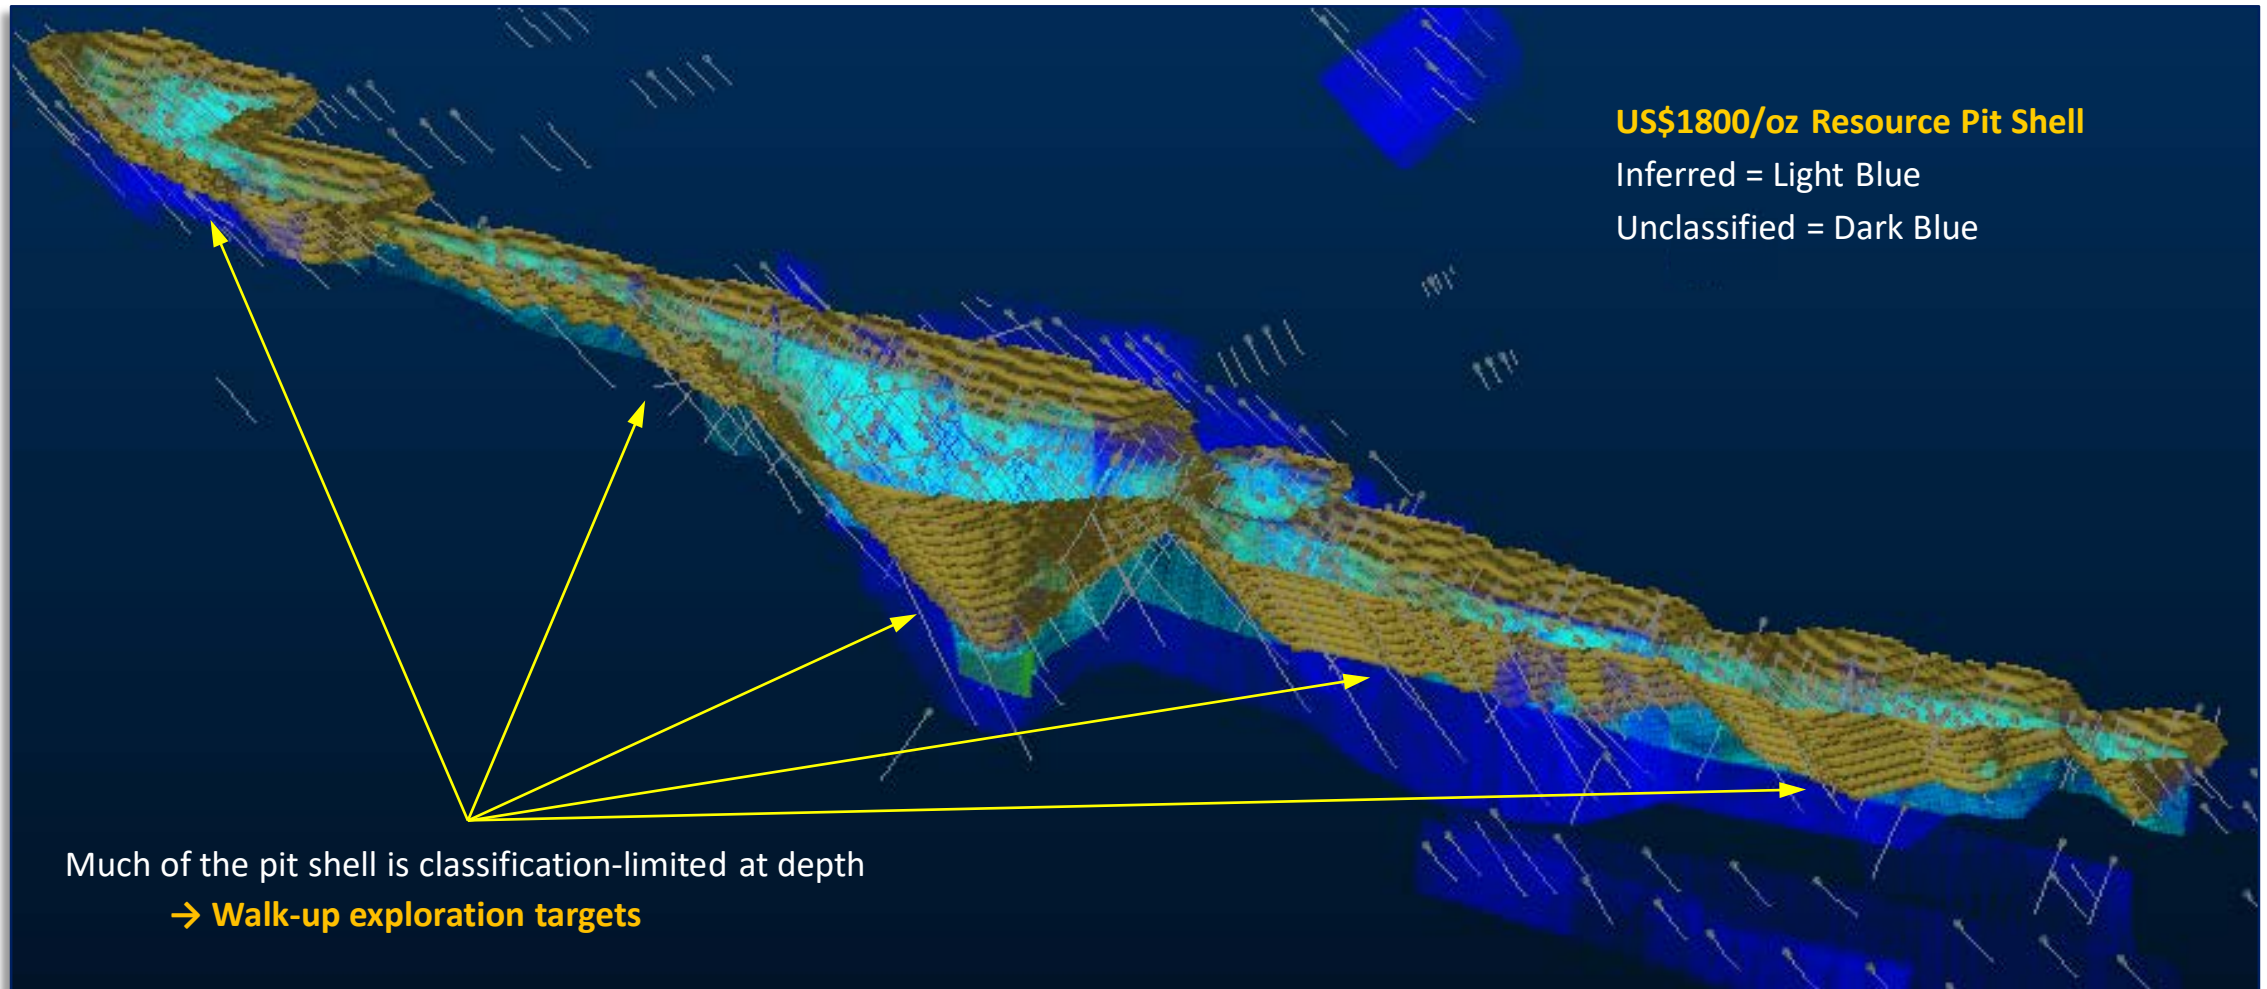 US$1800/oz Resource Pit Shell
Inferred = Light Blue
Unclassified = Dark Blue
Much of the pit shell is classification-limited at depth
→ Walk-up exploration targets